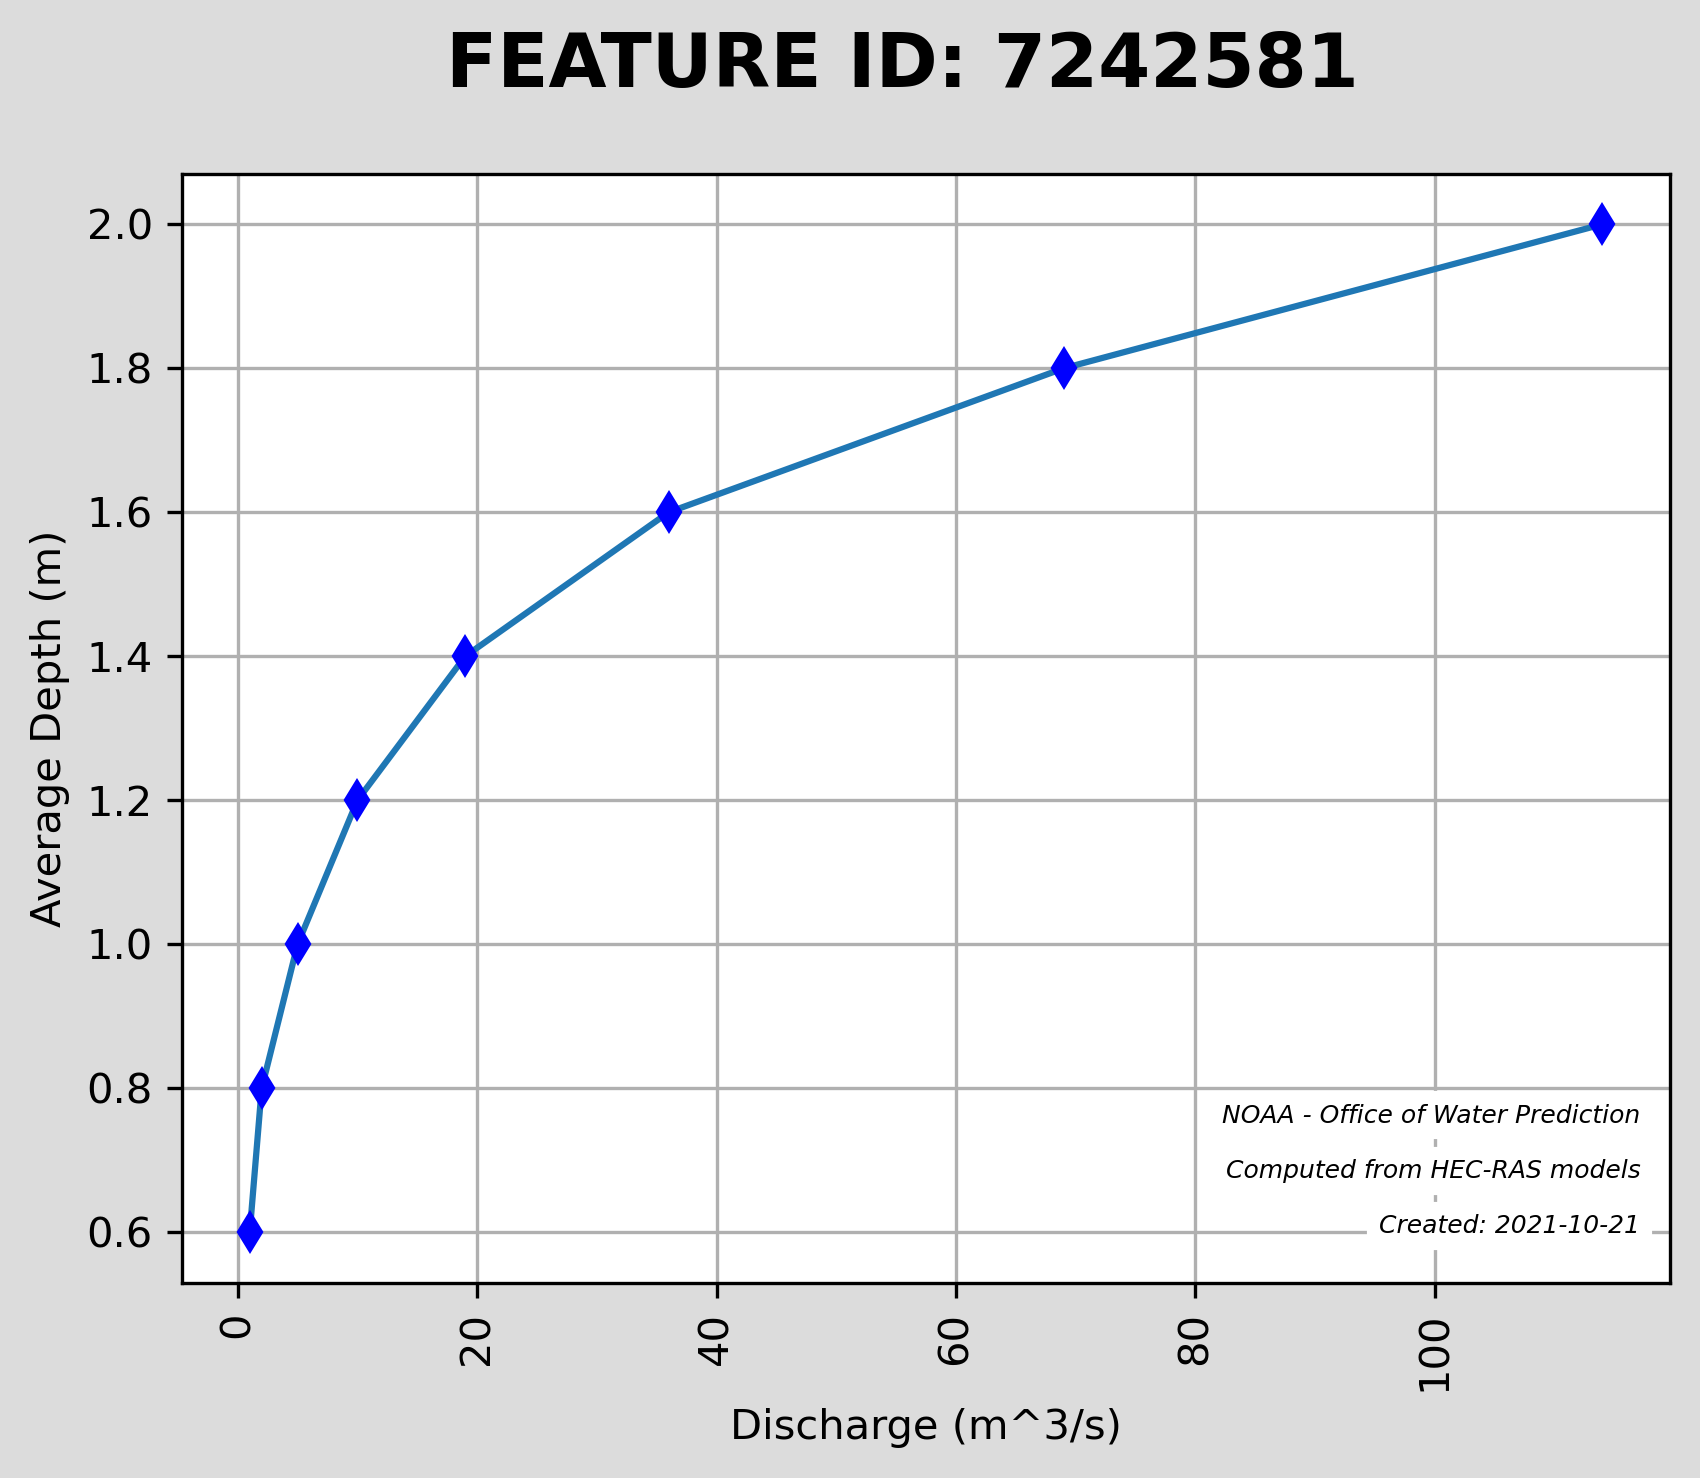 FEATURE ID: 7242581
2.0
1.8
1.6
1.4
1.2
1.0
0.8
0.6
Average Depth (m)
NOAA - Office of Water Prediction
Computed from HEC-RAS models
Created: 2021-10-21
0 20 40 60 80 100
Discharge (m^3/s)